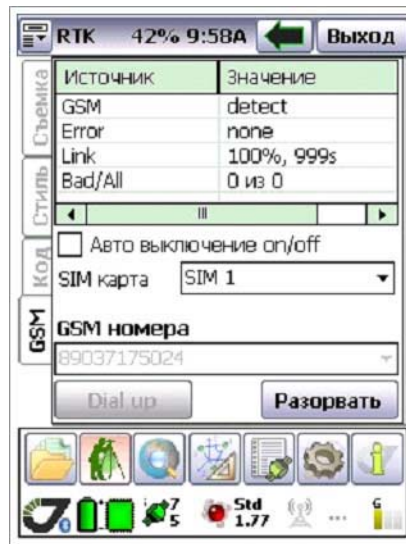 RTK 42% 9:58A Выход
Источник Значение
GSM detect
Error none
Link 100%, 999s
Bad/All 0 из 0
Авто выключение on/off
SIM карта SIM 1
GSM номера
89037175024
Dial up Разорвать
Съемка
Стиль
Код
GSM
7
5
Std
1.77
...
G